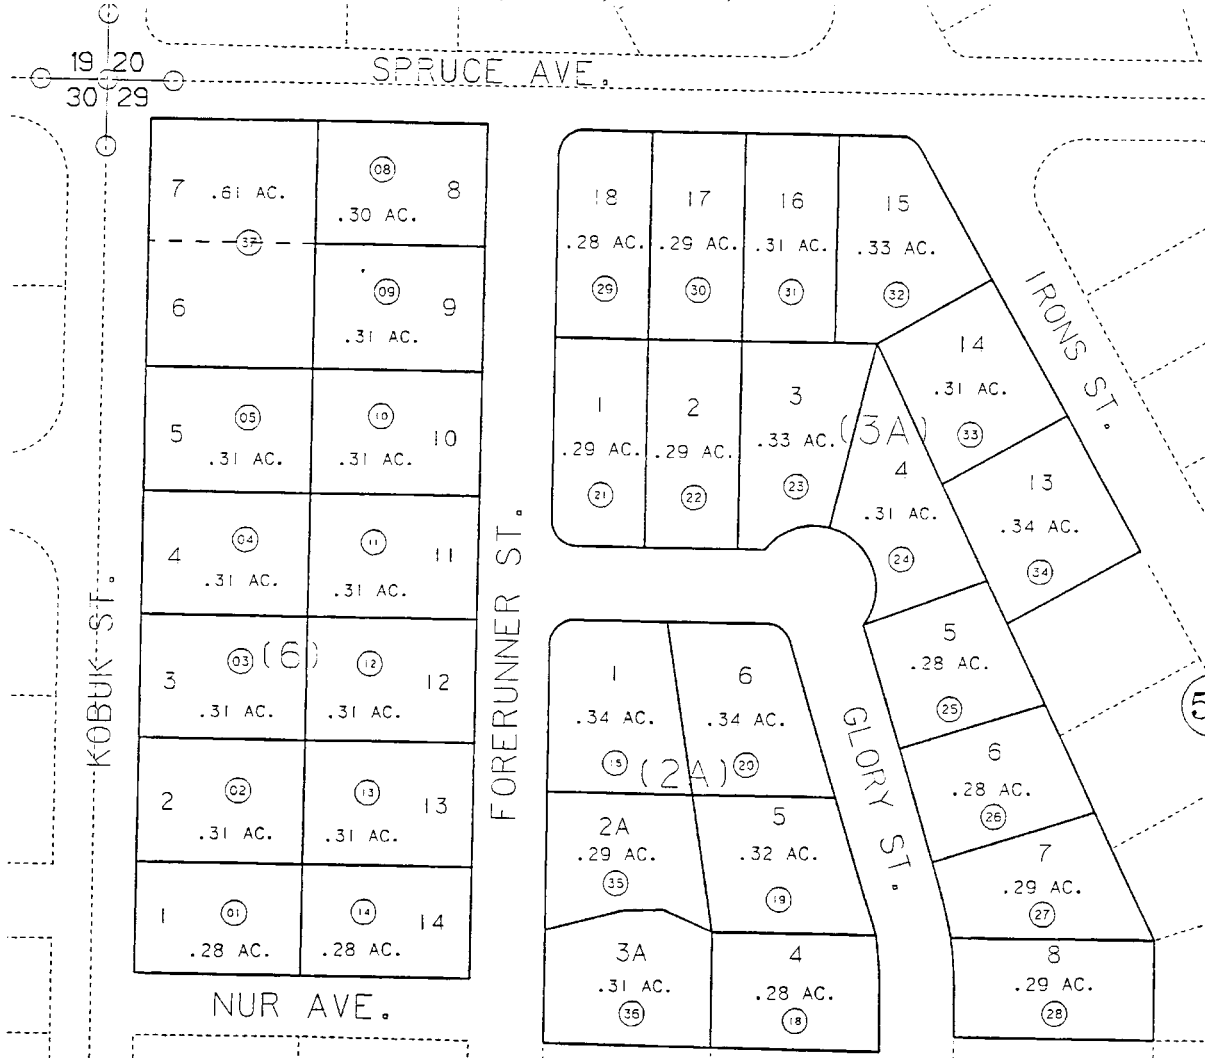 19 20
30 29
SPRUCE AVE.
7 .61 AC.
37
6
08
8
.30 AC.
09
9
.31 AC.
5
05
.31 AC.
10
10
.31 AC.
4
04
.31 AC.
11
11
.31 AC.
(6)
3
03
.31 AC.
12
12
.31 AC.
2
02
.31 AC.
13
13
.31 AC.
1
01
.28 AC.
14
14
.28 AC.
KOBUK ST.
NUR AVE.
FORERUNNER ST.
18
.28 AC.
29
17
.29 AC.
30
16
.31 AC.
31
15
.33 AC.
32
14
.31 AC.
33
13
.34 AC.
34
IRONS ST.
1
.29 AC.
21
2
.29 AC.
22
3
.33 AC.
23
(3A)
4
.31 AC.
24
5
.28 AC.
25
6
.28 AC.
26
7
.29 AC.
27
8
.29 AC.
28
GLORY ST.
1
.34 AC.
15
6
.34 AC.
20
(2A)
2A
.29 AC.
35
5
.32 AC.
19
3A
.31 AC.
36
4
.28 AC.
18
5